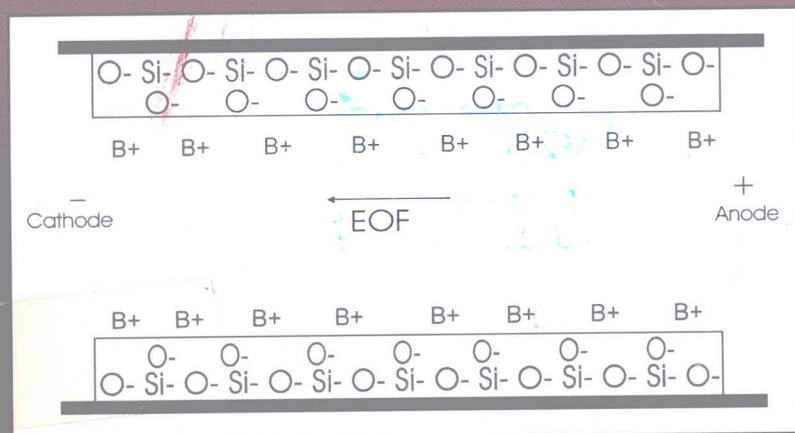 O- Si- O- Si- O- Si- O- Si- O- Si- O- Si- O- Si- O-
O- O- O- O- O- O- O-
B+ B+ B+ B+ B+ B+ B+ B+
− +
Cathode EOF Anode
B+ B+ B+ B+ B+ B+ B+ B+
O- O- O- O- O- O- O-
O- Si- O- Si- O- Si- O- Si- O- Si- O- Si- O- Si- O-